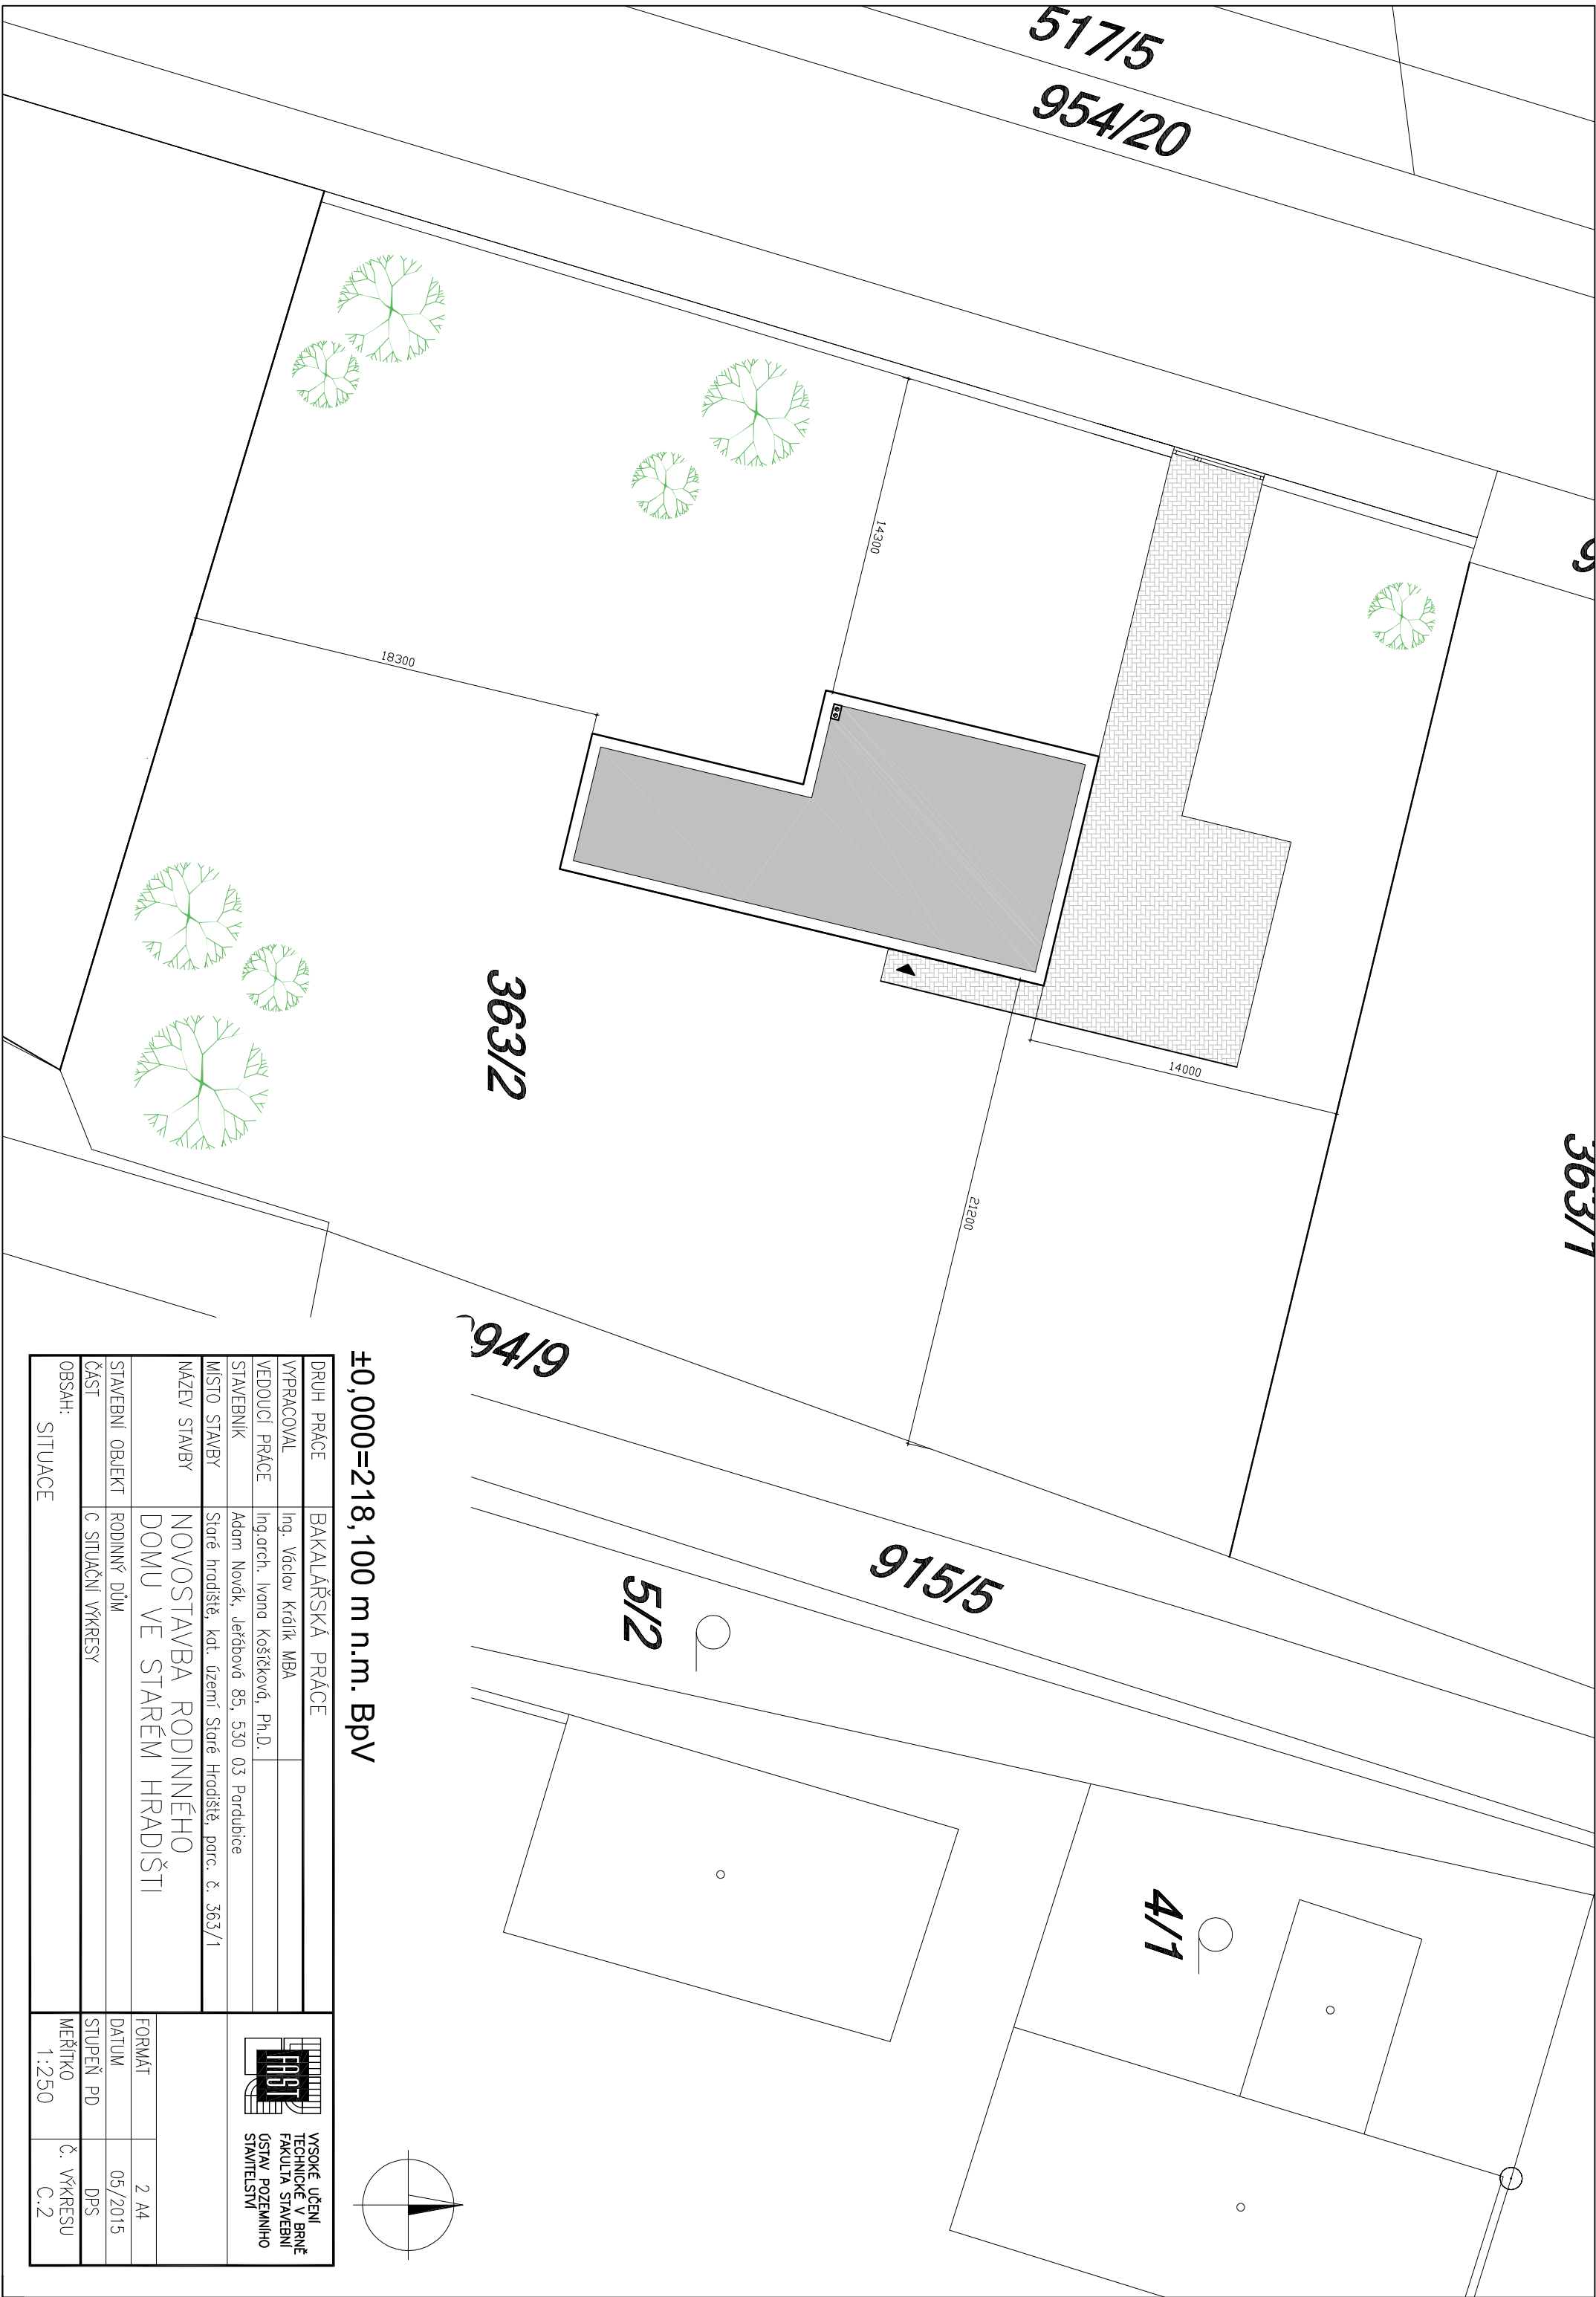 517/5
954/20
363/1
363/2
994/9
915/5
5/2
4/1
14300
18300
14000
21200
±0,000=218,100 m n.m. BpV
DRUH PRÁCE BAKALÁŘSKÁ PRÁCE
VYPRACOVAL Ing. Václav Králík MBA
VEDOUCÍ PRÁCE Ing.arch. Ivana Košíčková, Ph.D.
STAVEBNÍK Adam Novák, Jeřábová 85, 530 03 Pardubice
MÍSTO STAVBY Staré hradiště, kat. území Staré Hradiště, parc. č. 363/1
NÁZEV STAVBY NOVOSTAVBA RODINNÉHO
DOMU VE STARÉM HRADIŠTI
STAVEBNÍ OBJEKT RODINNÝ DŮM
ČÁST C SITUAČNÍ VÝKRESY
OBSAH:
SITUACE
FAST
VYSOKÉ UČENÍ
TECHNICKÉ V BRNĚ
FAKULTA STAVEBNÍ
ÚSTAV POZEMNÍHO
STAVITELSTVÍ
FORMÁT 2 A4
DATUM 05/2015
STUPEŇ PD DPS
MEŘÍTKO Č. VÝKRESU
1:250 C.2